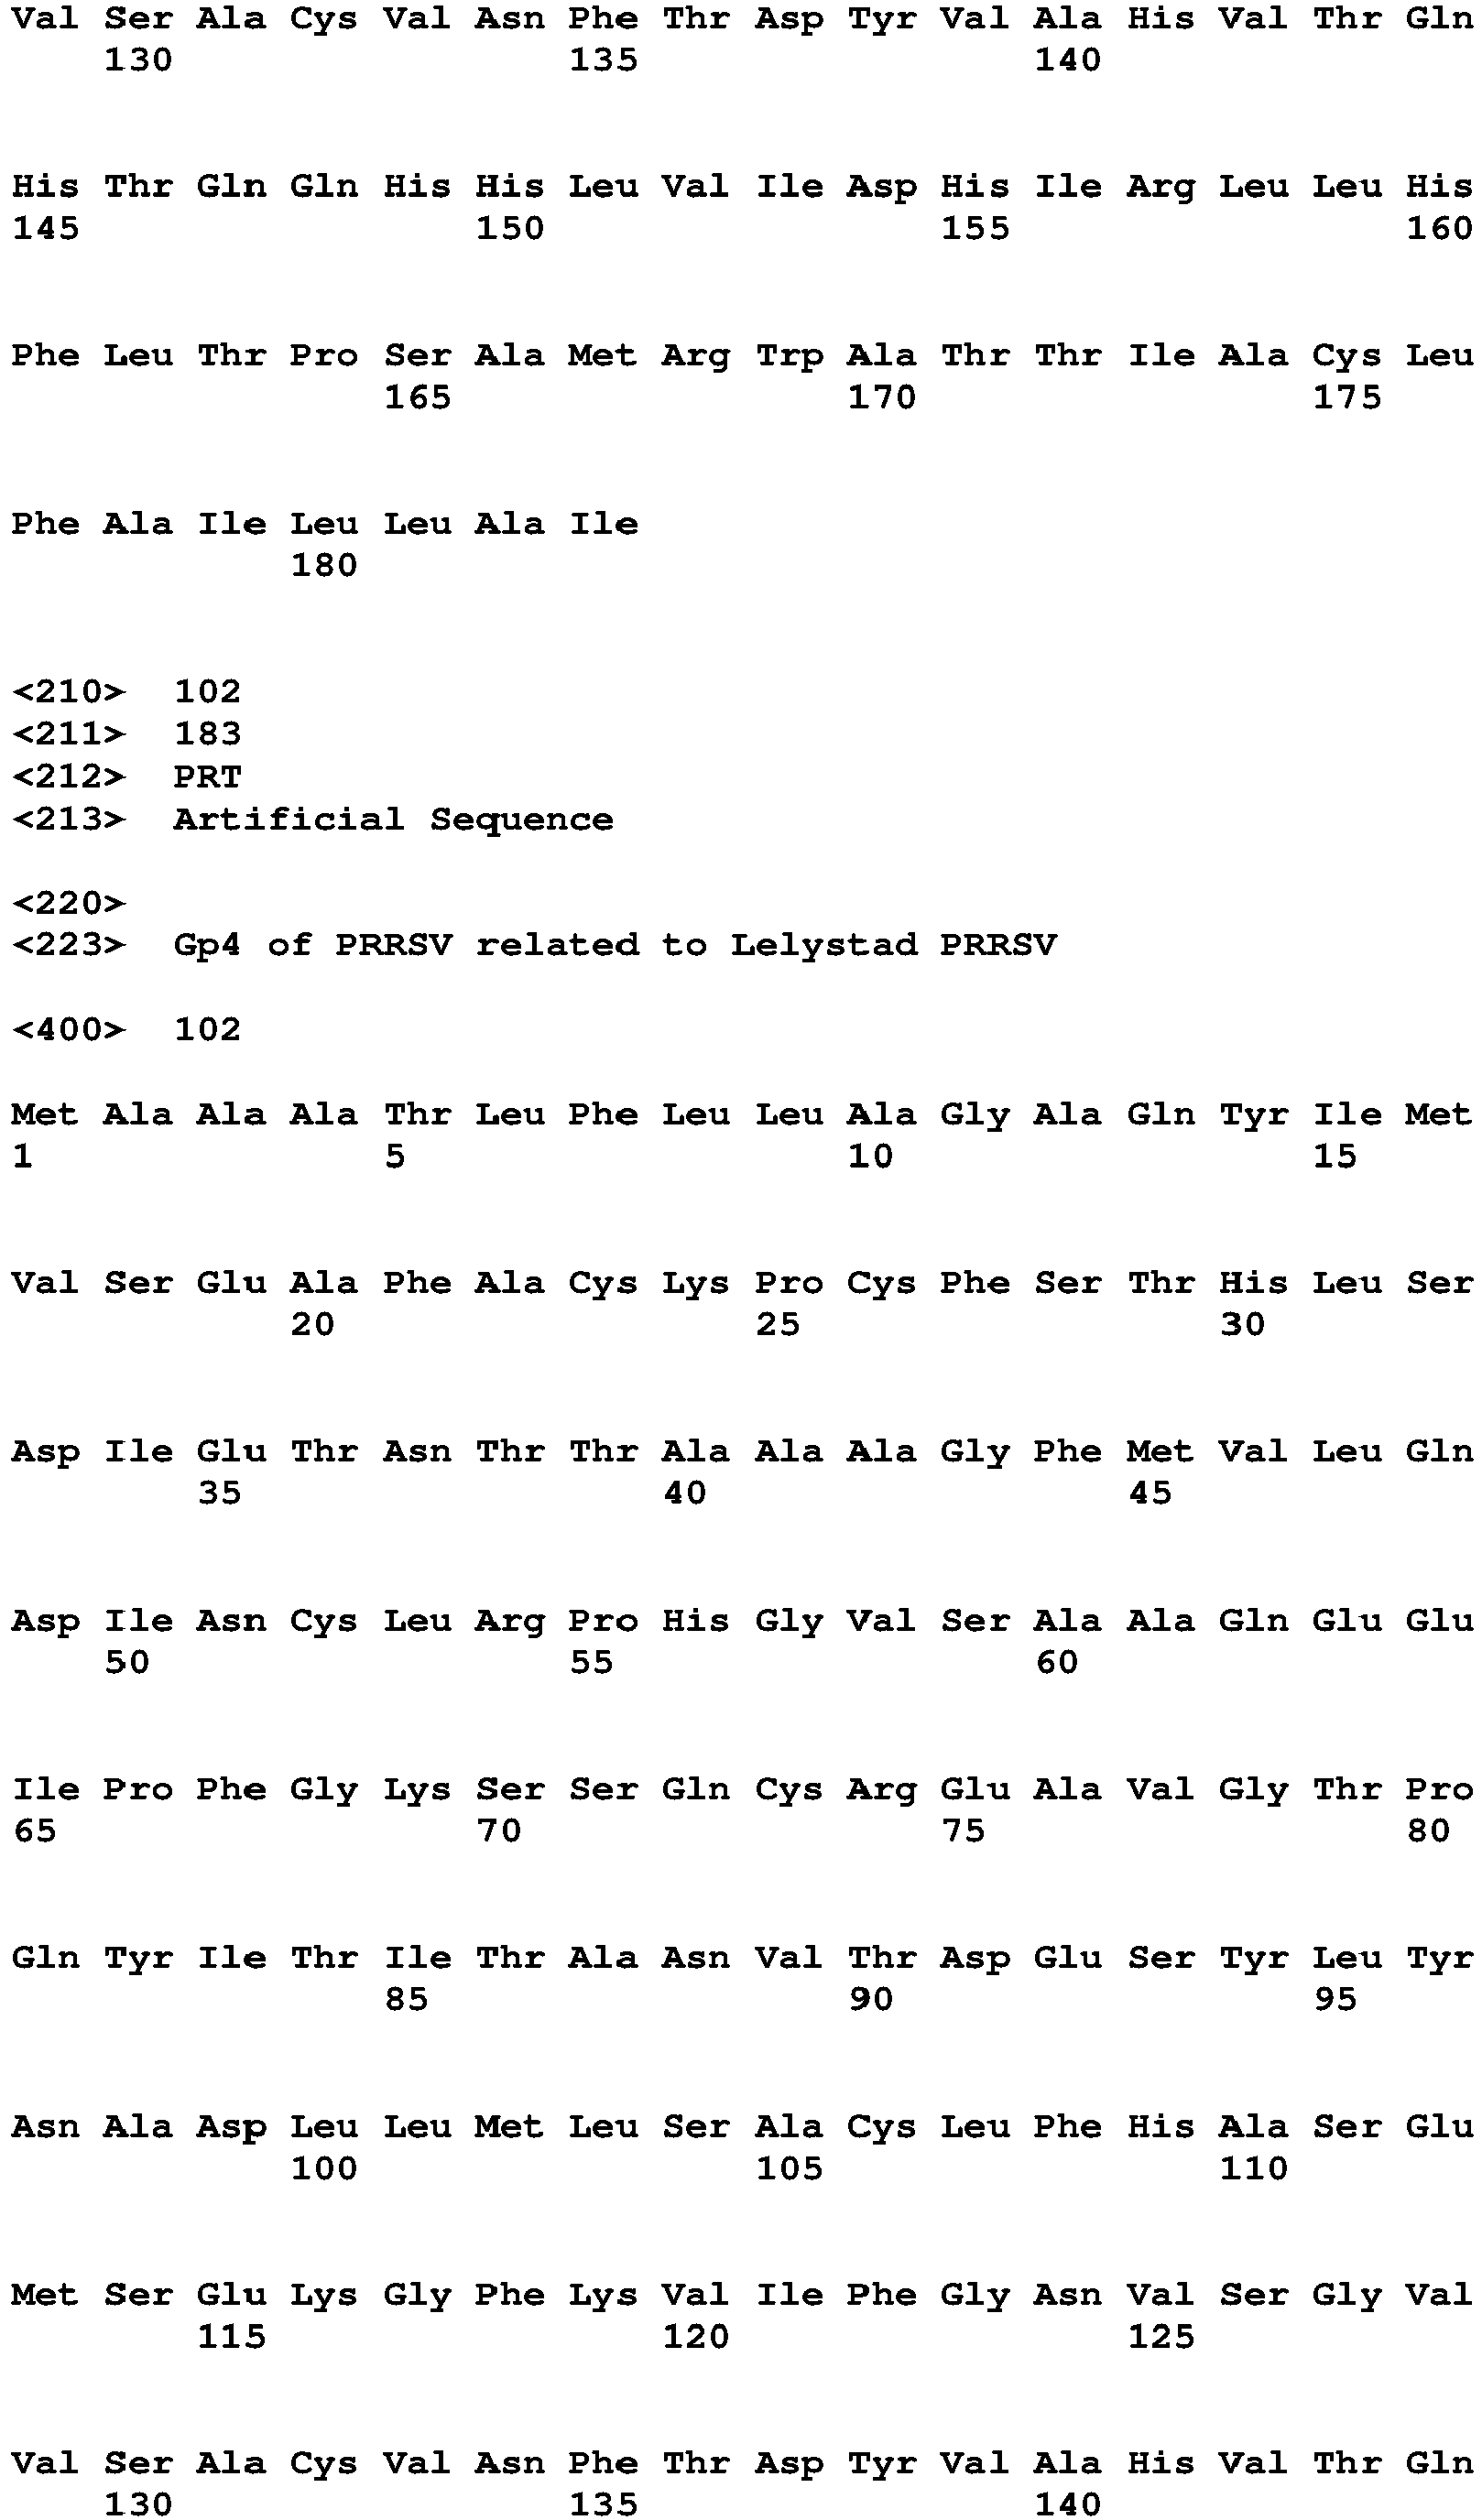 Val Ser Ala Cys Val Asn Phe Thr Asp Tyr Val Ala His Val Thr Gln
130 135 140
His Thr Gln Gln His His Leu Val Ile Asp His Ile Arg Leu Leu His
145 150 155 160
Phe Leu Thr Pro Ser Ala Met Arg Trp Ala Thr Thr Ile Ala Cys Leu
165 170 175
Phe Ala Ile Leu Leu Ala Ile
180
<210> 102
<211> 183
<212> PRT
<213> Artificial Sequence
<220>
<223> Gp4 of PRRSV related to Lelystad PRRSV
<400> 102
Met Ala Ala Ala Thr Leu Phe Leu Leu Ala Gly Ala Gln Tyr Ile Met
1 5 10 15
Val Ser Glu Ala Phe Ala Cys Lys Pro Cys Phe Ser Thr His Leu Ser
20 25 30
Asp Ile Glu Thr Asn Thr Thr Ala Ala Ala Gly Phe Met Val Leu Gln
35 40 45
Asp Ile Asn Cys Leu Arg Pro His Gly Val Ser Ala Ala Gln Glu Glu
50 55 60
Ile Pro Phe Gly Lys Ser Ser Gln Cys Arg Glu Ala Val Gly Thr Pro
65 70 75 80
Gln Tyr Ile Thr Ile Thr Ala Asn Val Thr Asp Glu Ser Tyr Leu Tyr
85 90 95
Asn Ala Asp Leu Leu Met Leu Ser Ala Cys Leu Phe His Ala Ser Glu
100 105 110
Met Ser Glu Lys Gly Phe Lys Val Ile Phe Gly Asn Val Ser Gly Val
115 120 125
Val Ser Ala Cys Val Asn Phe Thr Asp Tyr Val Ala His Val Thr Gln
130 135 140